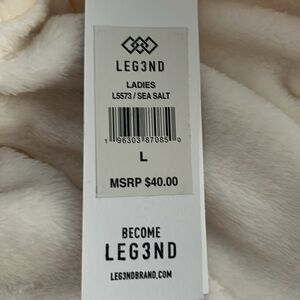 LEG3ND
LADIES
L5573 / SEA SALT
1 96303 87085 0
L
MSRP $40.00
BECOME
LEG3ND
LEG3NDBRAND.COM